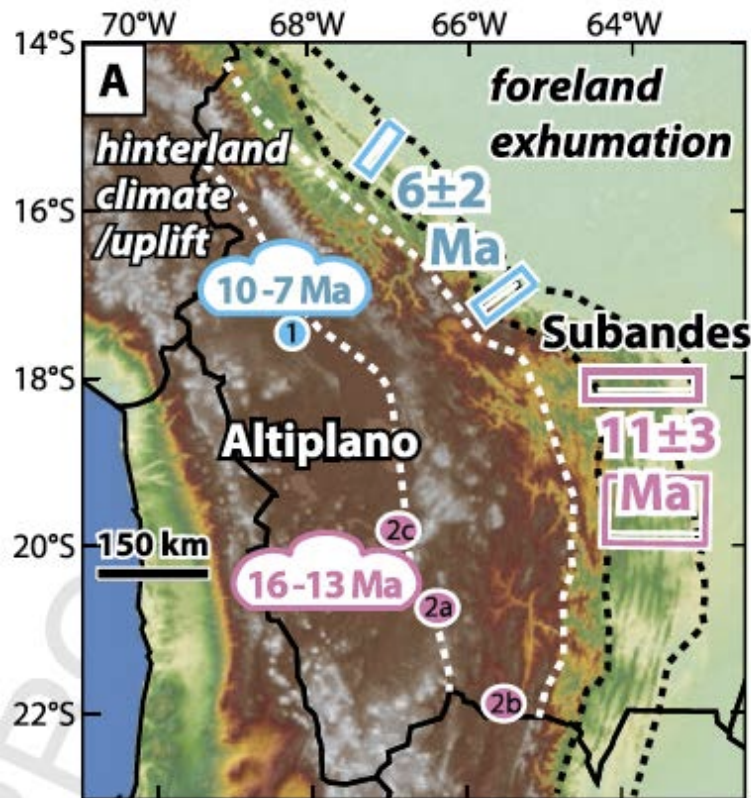 70°W 68°W 66°W 64°W
14°S
A
foreland
exhumation
hinterland
climate
/uplift
16°S
6±2
Ma
10-7 Ma
1
Subandes
18°S
11±3
Ma
Altiplano
2c
20°S
150 km
16-13 Ma
2a
2b
22°S